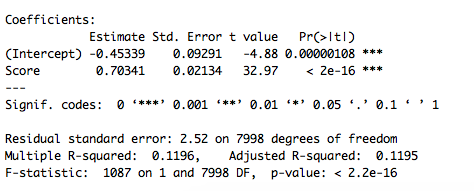 Coefficients:
            Estimate Std. Error t value   Pr(>|t|)
(Intercept) -0.45339    0.09291   -4.88 0.00000108 ***
Score        0.70341    0.02134   32.97    < 2e-16 ***
---
Signif. codes:  0 ‘***’ 0.001 ‘**’ 0.01 ‘*’ 0.05 ‘.’ 0.1 ‘ ’ 1
Residual standard error: 2.52 on 7998 degrees of freedom
Multiple R-squared:  0.1196,    Adjusted R-squared:  0.1195
F-statistic:  1087 on 1 and 7998 DF,  p-value: < 2.2e-16